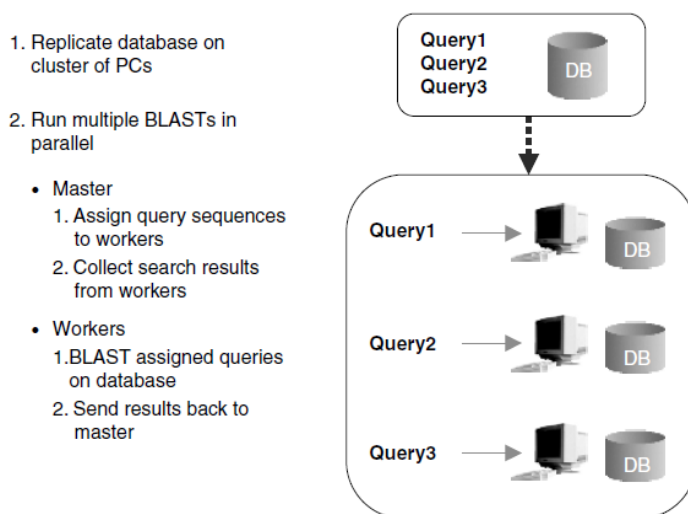 1. Replicate database on
cluster of PCs
2. Run multiple BLASTs in
parallel
• Master
1. Assign query sequences
to workers
2. Collect search results
from workers
• Workers
1.BLAST assigned queries
on database
2. Send results back to
master
Query1
Query2
Query3
DB
Query1
DB
Query2
DB
Query3
DB